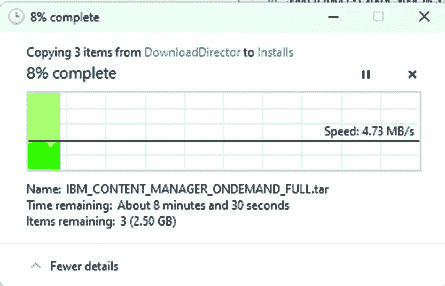 8% complete
Copying 3 items from DownloadDirector to Installs
8% complete
Speed: 4.73 MB/s
Name: IBM_CONTENT_MANAGER_ONDEMAND_FULL.tar
Time remaining: About 8 minutes and 30 seconds
Items remaining: 3 (2.50 GB)
Fewer details